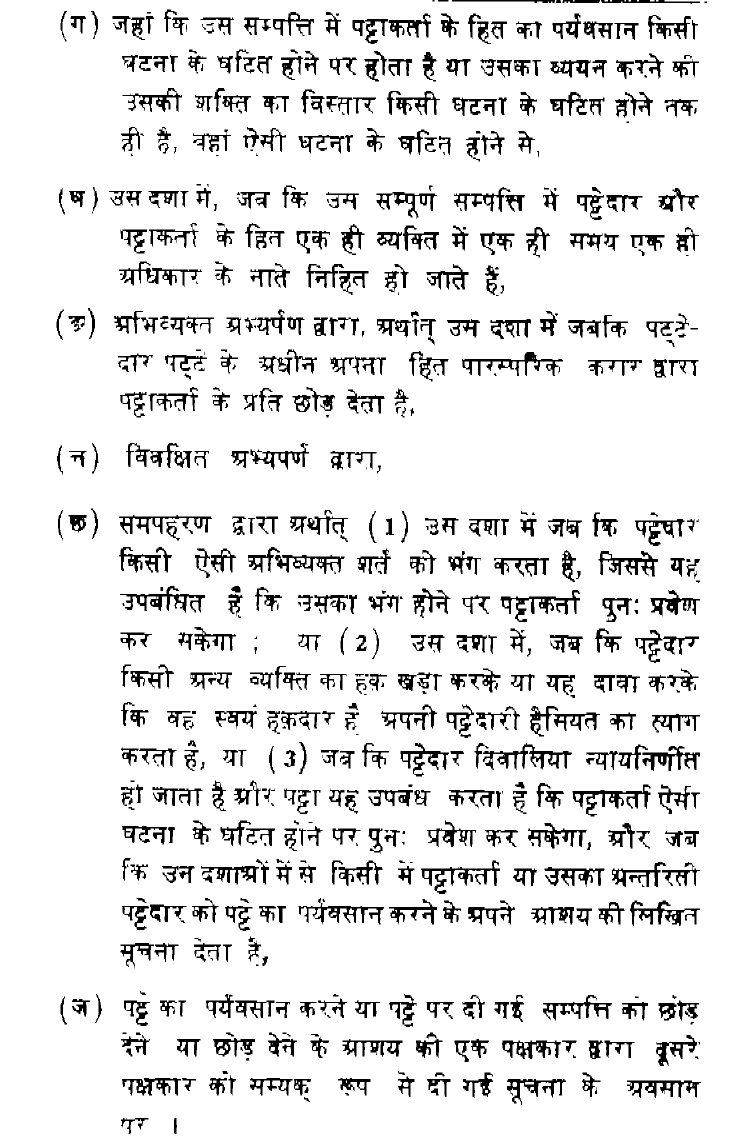 (ग) जहां कि उस सम्पत्ति में पट्टाकर्ता के हित का पर्यवसान किसी
घटना के घटित होने पर होता है या उसका व्ययन करने की
उसकी शक्ति का विस्तार किसी घटना के घटित होने तक
ही है, वहां ऐसी घटना के घटित होने से,
(घ) उस दशा में, जब कि उस सम्पूर्ण सम्पत्ति में पट्टेदार और
पट्टाकर्ता के हित एक ही व्यक्ति में एक ही समय एक ही
अधिकार के नाते निहित हो जाते हैं,
(ङ) अभिव्यक्त अभ्यर्पण द्वारा, अर्थात् उस दशा में जबकि पट्टे-
दार पट्टे के अधीन अपना हित पारस्परिक करार द्वारा
पट्टाकर्ता के प्रति छोड़ देता है,
(च) विवक्षित अभ्यपर्ण द्वारा,
(छ) समपहरण द्वारा अर्थात् (1) उस दशा में जब कि पट्टेदार
किसी ऐसी अभिव्यक्त शर्त को भंग करता है, जिससे यह
उपबंधित है कि उसका भंग होने पर पट्टाकर्ता पुनः प्रवेश
कर सकेगा ; या (2) उस दशा में, जब कि पट्टेदार
किसी अन्य व्यक्ति का हक़ खड़ा करके या यह दावा करके
कि वह स्वयं हक़दार है अपनी पट्टेदारी हैसियत का त्याग
करता है, या (3) जब कि पट्टेदार दिवालिया न्यायनिर्णीत
हो जाता है और पट्टा यह उपबंध करता है कि पट्टाकर्ता ऐसी
घटना के घटित होने पर पुनः प्रवेश कर सकेगा, और जब
कि उन दशाओं में से किसी में पट्टाकर्ता या उसका अन्तरिती
पट्टेदार को पट्टे का पर्यवसान करने के अपने आशय की लिखित
सूचना देता है,
(ज) पट्टे का पर्यवसान करने या पट्टे पर दी गई सम्पत्ति को छोड़
देने या छोड़ देने के आशय की एक पक्षकार द्वारा दूसरे
पक्षकार को सम्यक् रूप से दी गई सूचना के अवसान
पर ।